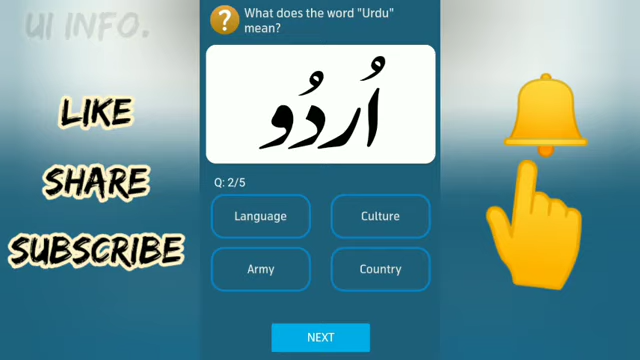 UI INFO.
LIKE
SHARE
SUBSCRIBE
?
What does the word "Urdu"
mean?
اُردُو
Q: 2/5
Language
Culture
Army
Country
NEXT